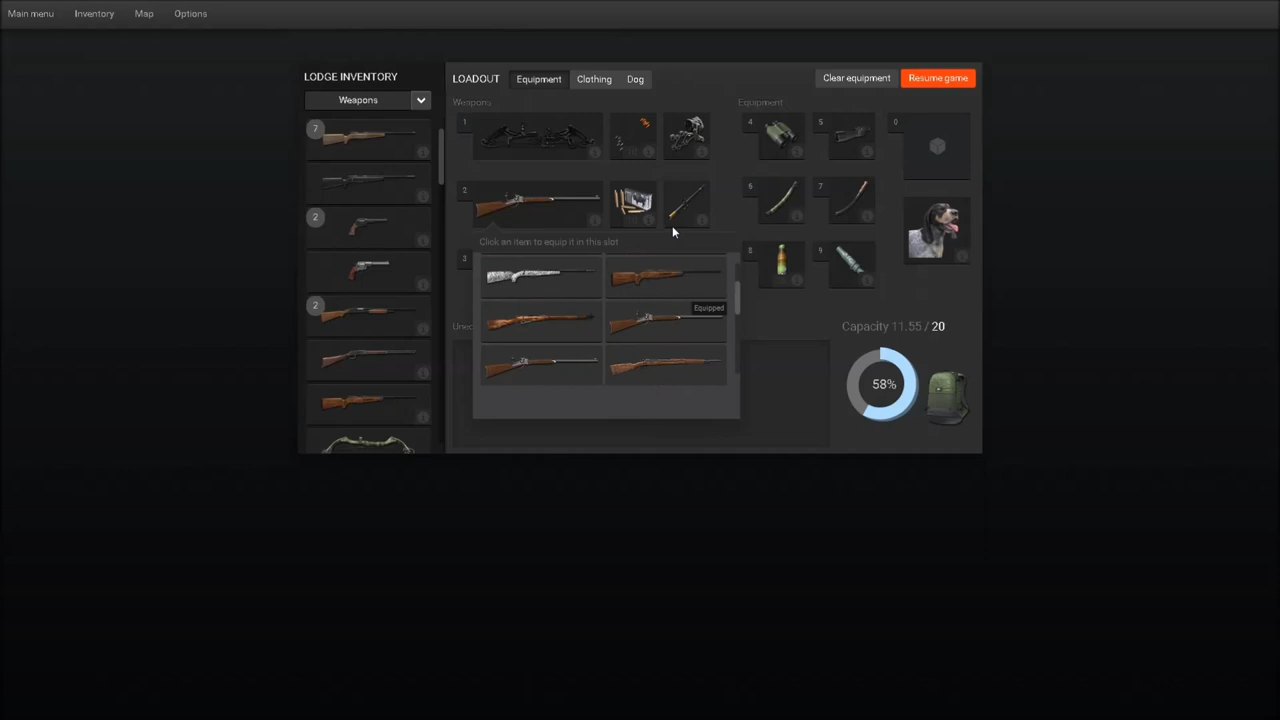 Main menu Inventory Map Options
LODGE INVENTORY
Weapons
7
2
2
LOADOUT Equipment Clothing Dog
Clear equipment Resume game
Weapons
1
2
3
Click an item to equip it in this slot
Equipped
Equipment
4 5 0
6 7
8 9
Capacity 11.55 / 20
58%